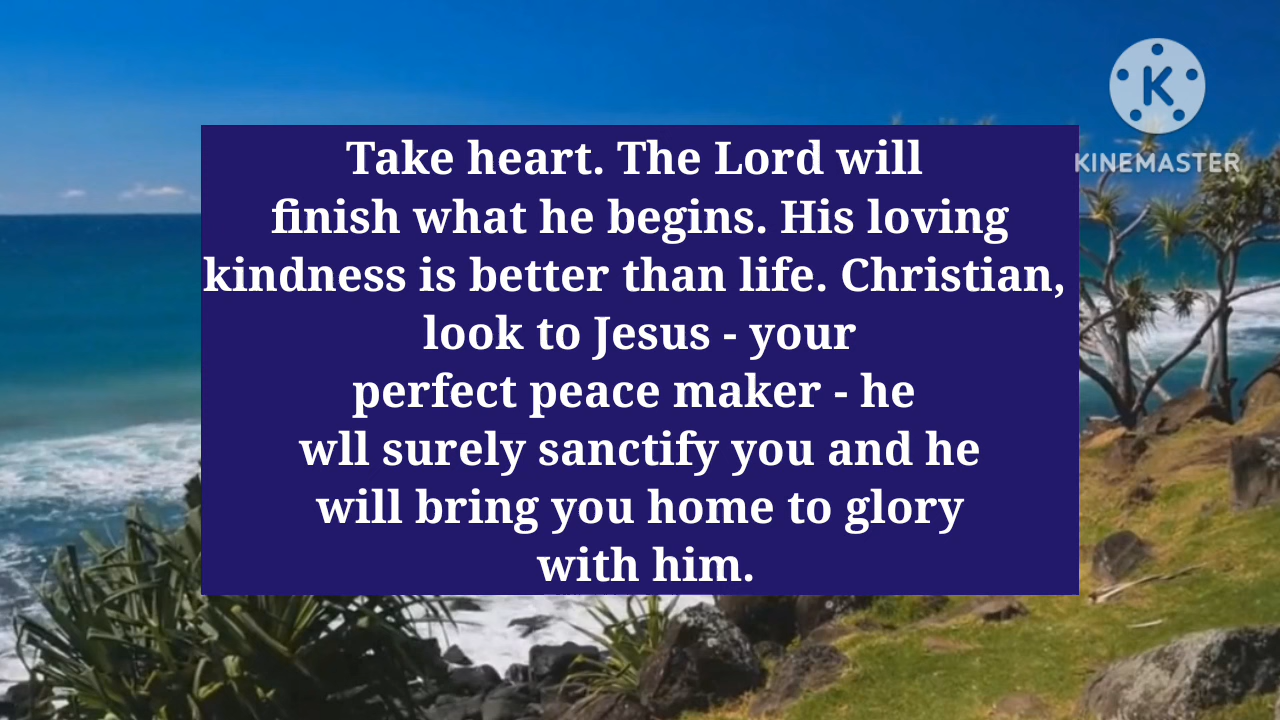 KINEMASTER
Take heart. The Lord will
finish what he begins. His loving
kindness is better than life. Christian,
look to Jesus - your
perfect peace maker - he
wll surely sanctify you and he
will bring you home to glory
with him.